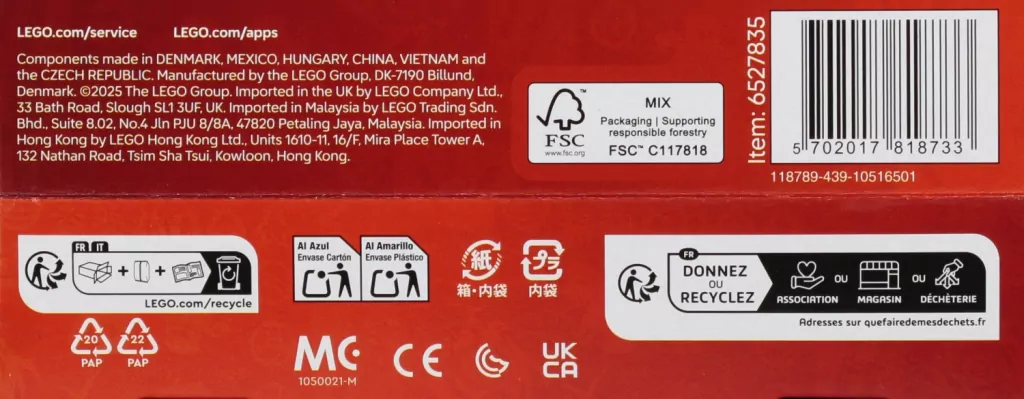 LEGO.com/service LEGO.com/apps
Components made in DENMARK, MEXICO, HUNGARY, CHINA, VIETNAM and
the CZECH REPUBLIC. Manufactured by the LEGO Group, DK-7190 Billund,
Denmark. ©2025 The LEGO Group. Imported in the UK by LEGO Company Ltd.,
33 Bath Road, Slough SL1 3UF, UK. Imported in Malaysia by LEGO Trading Sdn.
Bhd., Suite 8.02, No.4 Jln PJU 8/8A, 47820 Petaling Jaya, Malaysia. Imported in
Hong Kong by LEGO Hong Kong Ltd., Units 1610-11, 16/F, Mira Place Tower A,
132 Nathan Road, Tsim Sha Tsui, Kowloon, Hong Kong.
FSC
www.fsc.org
MIX
Packaging | Supporting
responsible forestry
FSC™ C117818
Item: 6527835
5 702017 818733
118789-439-10516501
FR IT
LEGO.com/recycle
20
PAP
22
PAP
Al Azul
Envase Cartón
Al Amarillo
Envase Plástico
紙
箱・内袋
プラ
内袋
MC
1050021-M
CE
UK
CA
FR
DONNEZ
OU
RECYCLEZ
ASSOCIATION OU MAGASIN OU DÉCHÈTERIE
Adresses sur quefairedemesdechets.fr